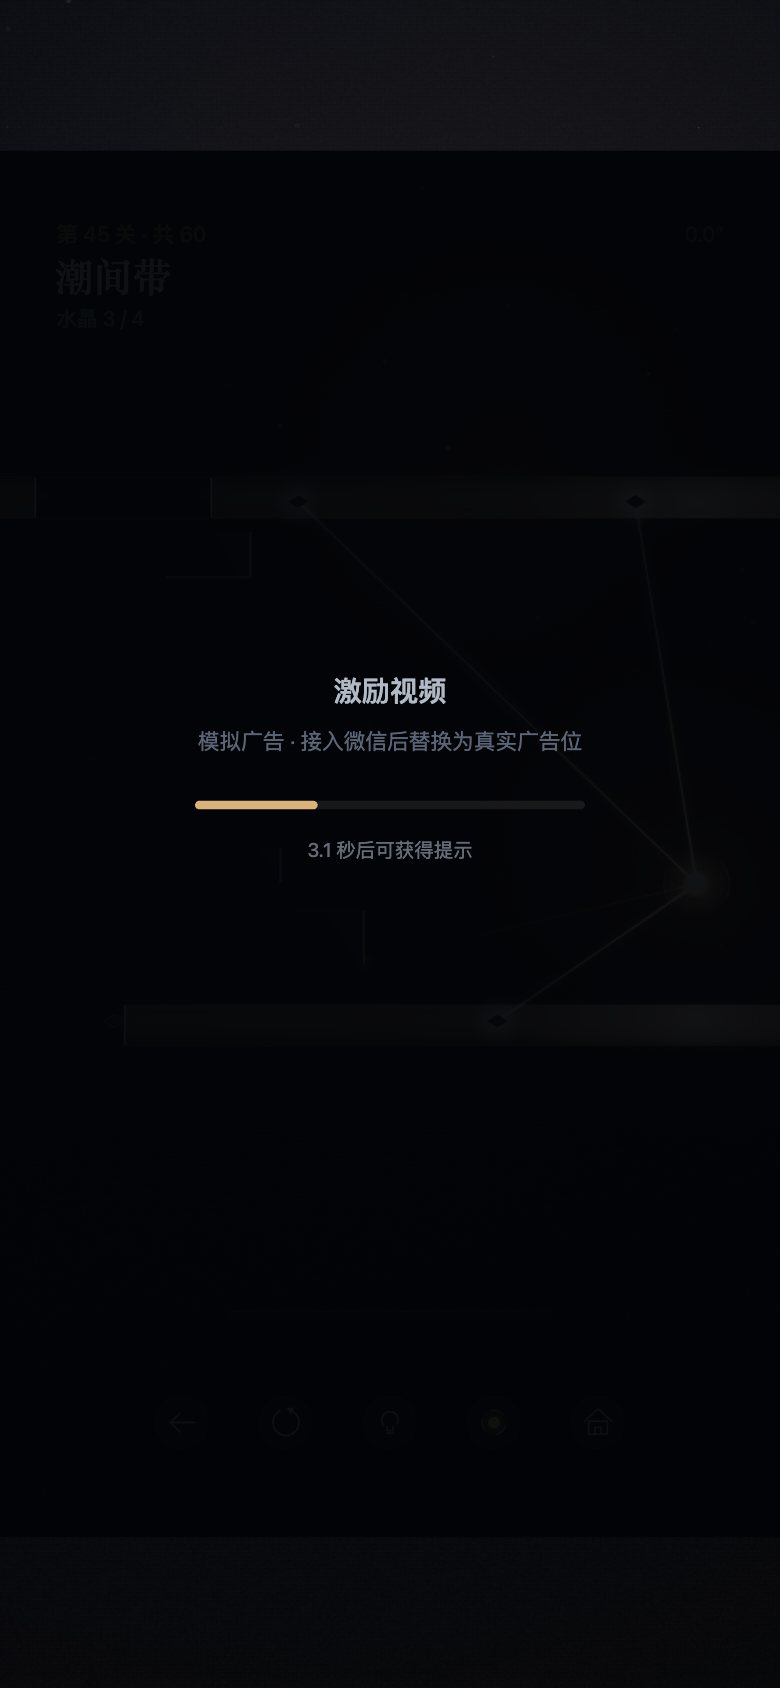 第 45 关 · 共 60
0.0°
潮间带
水晶 3 / 4
激励视频
模拟广告 · 接入微信后替换为真实广告位
3.1 秒后可获得提示